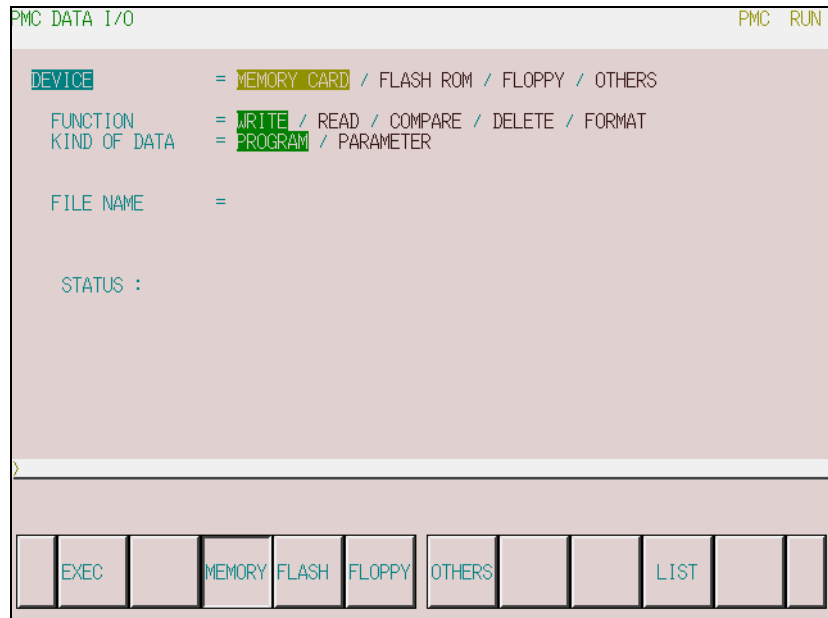 PMC DATA I/O PMC RUN
DEVICE = MEMORY CARD / FLASH ROM / FLOPPY / OTHERS
FUNCTION = WRITE / READ / COMPARE / DELETE / FORMAT
KIND OF DATA = PROGRAM / PARAMETER
FILE NAME =
STATUS :
>
EXEC MEMORY FLASH FLOPPY OTHERS LIST